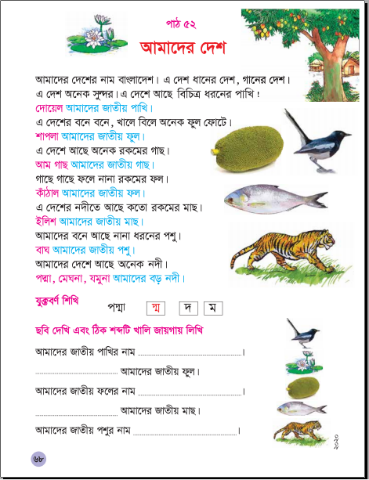 পাঠ ৫২
আমাদের দেশ
আমাদের দেশের নাম বাংলাদেশ। এ দেশ ধানের দেশ, গানের দেশ।
এ দেশ অনেক সুন্দর। এ দেশে আছে বিচিত্র ধরনের পাখি!
দোয়েল আমাদের জাতীয় পাখি।
এ দেশের বনে বনে, খালে বিলে অনেক ফুল ফোটে।
শাপলা আমাদের জাতীয় ফুল।
এ দেশে আছে অনেক রকমের গাছ।
আম গাছ আমাদের জাতীয় গাছ।
গাছে গাছে ফলে নানা রকমের ফল।
কাঁঠাল আমাদের জাতীয় ফল।
এ দেশের নদীতে আছে কতো রকমের মাছ।
ইলিশ আমাদের জাতীয় মাছ।
আমাদের বনে আছে নানা ধরনের পশু।
বাঘ আমাদের জাতীয় পশু।
আমাদের দেশে আছে অনেক নদী।
পদ্মা, মেঘনা, যমুনা আমাদের বড় নদী।
যুক্তবর্ণ শিখি
পদ্মা দ্ম দ ম
ছবি দেখি এবং ঠিক শব্দটি খালি জায়গায় লিখি
আমাদের জাতীয় পাখির নাম ........................................ ।
........................................ আমাদের জাতীয় ফুল।
আমাদের জাতীয় ফলের নাম ........................................ ।
........................................ আমাদের জাতীয় মাছ।
আমাদের জাতীয় পশুর নাম ........................................ ।
২০২০
৬৮